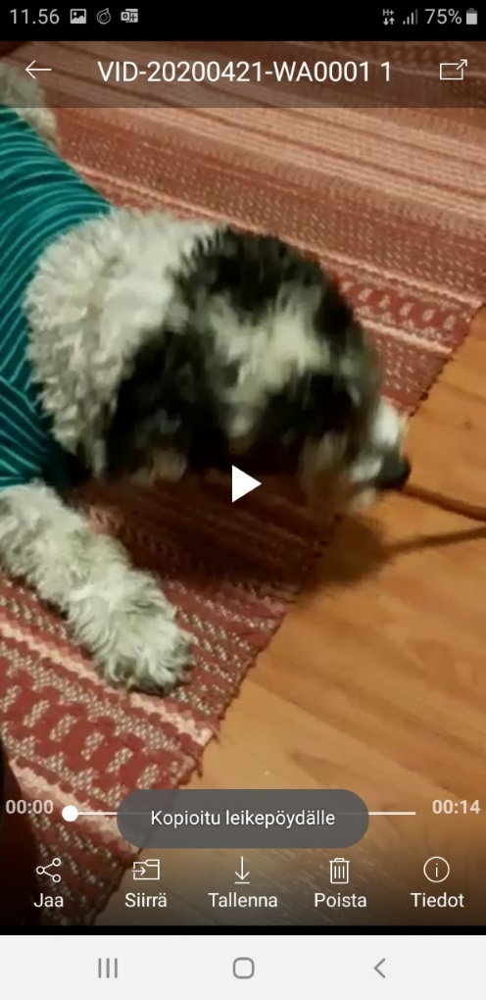 11.56 H+ 75%
VID-20200421-WA0001 1
00:00 00:14
Kopioitu leikepöydälle
Jaa Siirrä Tallenna Poista Tiedot